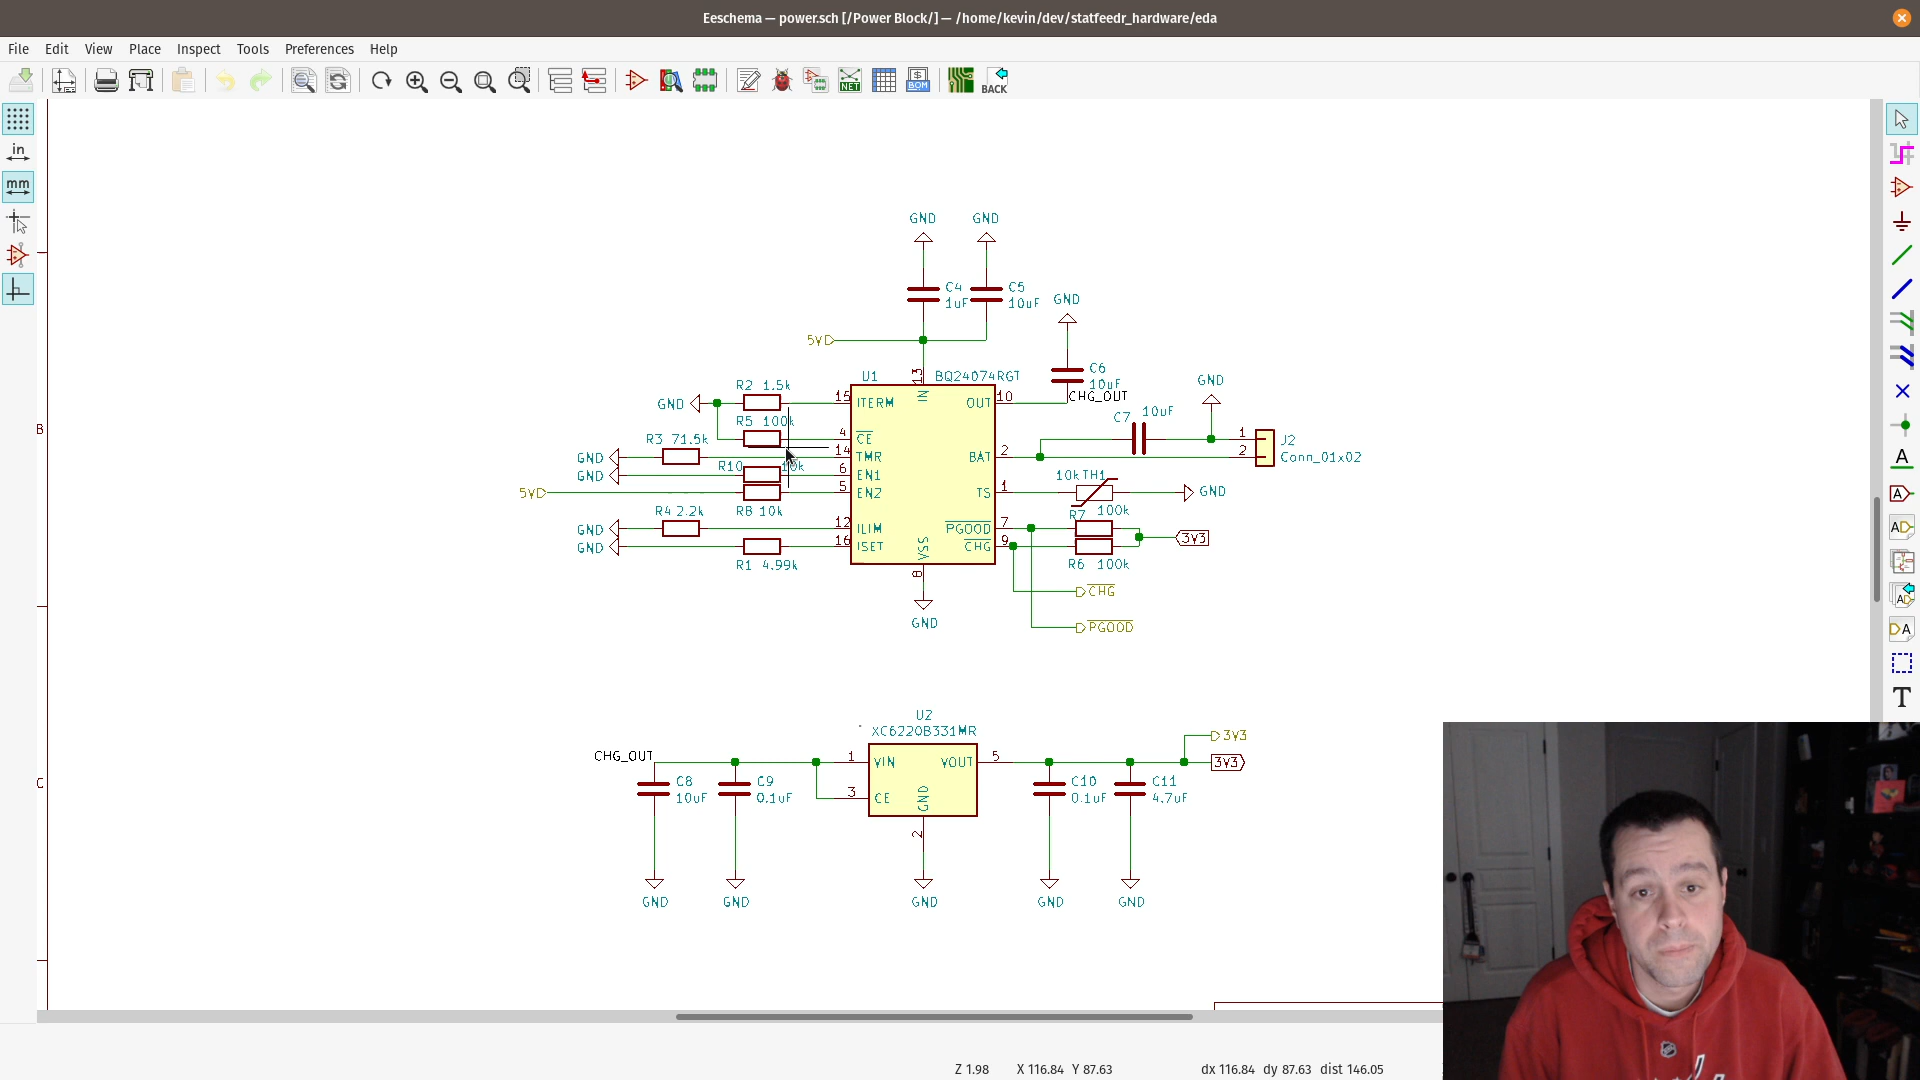 Eeschema — power.sch [/Power Block/] — /home/kevin/dev/statfeedr_hardware/eda
File Edit View Place Inspect Tools Preferences Help
NET
BOM
BACK
in
mm
GND GND
C4 C5 GND
1uF 10uF
5V
U1 13 BQ24074RGT C6
10uF
CHG_OUT
R2 1.5k
GND 15 ITERM IN OUT 10
GND
C7 10uF
R5 100k
4 CE
1 J2
R3 71.5k
GND 14 TMR BAT 2 2 Conn_01x02
R10 10k
GND 6 EN1 10k TH1
5V 5 EN2 TS 1 GND
R8 10k
R4 2.2k R7 100k
GND 12 ILIM PGOOD 7
3V3
GND 16 ISET VSS CHG 9
R1 4.99k R6 100k
8
CHG
GND
PGOOD
U2
XC6220B331MR
3V3
CHG_OUT 1 VIN VOUT 5 3V3
C8 C9 C10 C11
10uF 0.1uF 0.1uF 4.7uF
3 CE GND
2
GND GND GND GND GND
B
C
A
A
A
A
A
T
Z 1.98 X 116.84 Y 87.63 dx 116.84 dy 87.63 dist 146.05